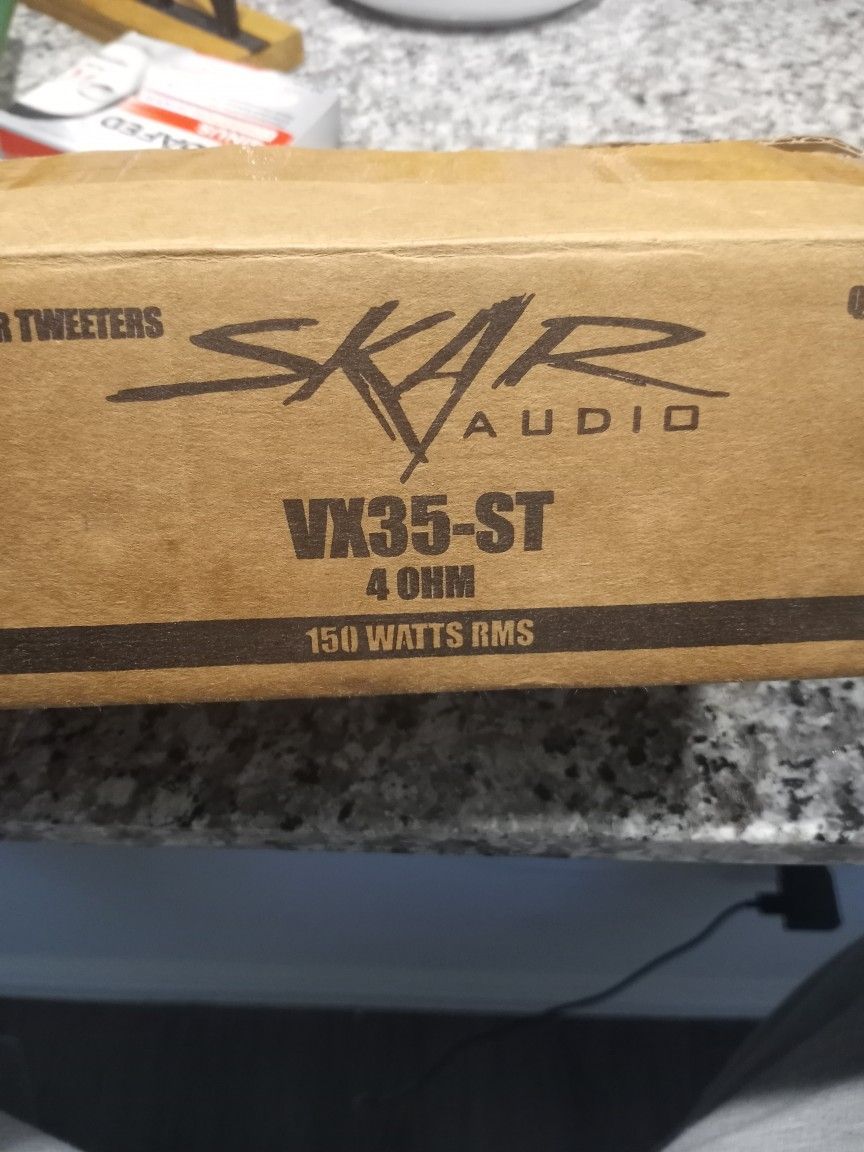 R TWEETERS
SKAR
AUDIO
VX35-ST
4 OHM
150 WATTS RMS